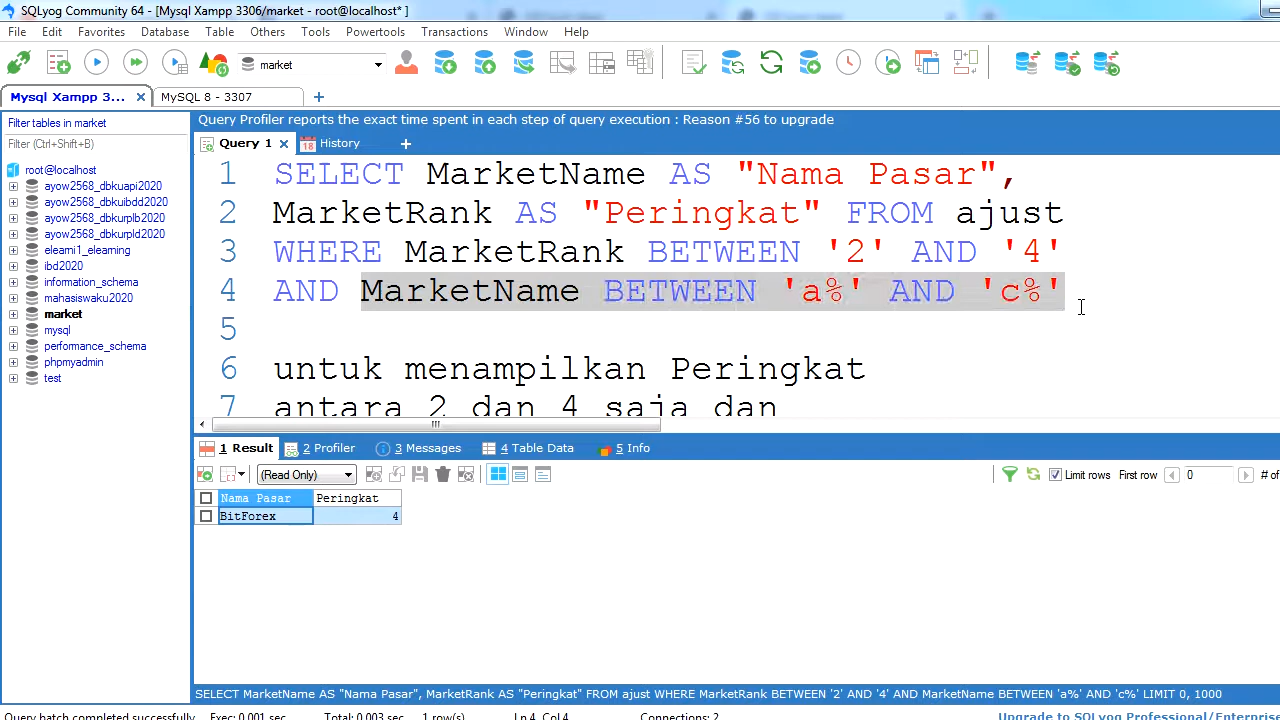 SQLyog Community 64 - [Mysql Xampp 3306/market - root@localhost* ]
File Edit Favorites Database Table Others Tools Powertools Transactions Window Help
market
Mysql Xampp 3... MySQL 8 - 3307
Filter tables in market
Filter (Ctrl+Shift+B)
root@localhost
ayow2568_dbkuapi2020
ayow2568_dbkuibdd2020
ayow2568_dbkurplb2020
ayow2568_dbkurpld2020
elearni1_elearning
ibd2020
information_schema
mahasiswaku2020
market
mysql
performance_schema
phpmyadmin
test
Query Profiler reports the exact time spent in each step of query execution : Reason #56 to upgrade
Query 1 History
1 SELECT MarketName AS "Nama Pasar",
2 MarketRank AS "Peringkat" FROM ajust
3 WHERE MarketRank BETWEEN '2' AND '4'
4 AND MarketName BETWEEN 'a%' AND 'c%'
5
6 untuk menampilkan Peringkat
7 antara 2 dan 4 saja dan
1 Result 2 Profiler 3 Messages 4 Table Data 5 Info
(Read Only) Limit rows First row 0 # of
Nama Pasar Peringkat
BitForex 4
SELECT MarketName AS "Nama Pasar", MarketRank AS "Peringkat" FROM ajust WHERE MarketRank BETWEEN '2' AND '4' AND MarketName BETWEEN 'a%' AND 'c%' LIMIT 0, 1000
Query batch completed successfully Exec: 0.001 sec Total: 0.003 sec 1 row(s) Ln 4, Col 4 Connections: 2 Upgrade to SQLyog Professional/Enterprise